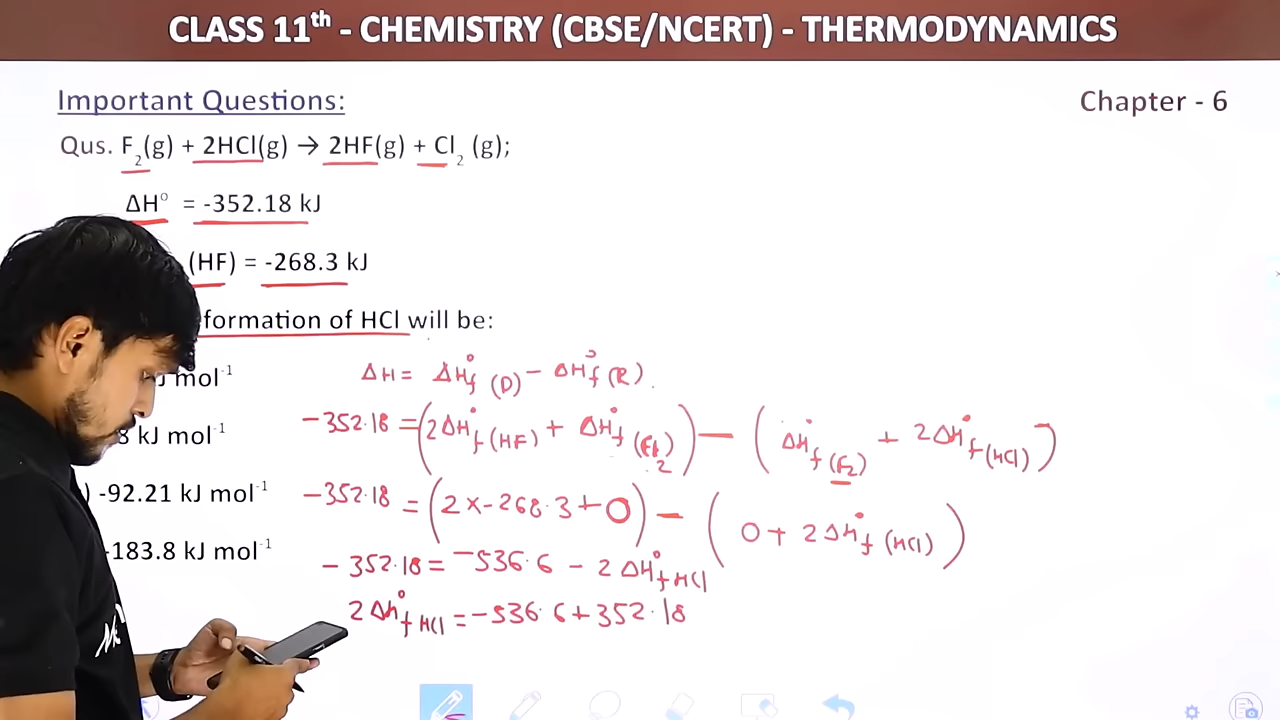 CLASS 11th - CHEMISTRY (CBSE/NCERT) - THERMODYNAMICS
Important Questions:
Chapter - 6
Qus. F2(g) + 2HCl(g) → 2HF(g) + Cl2 (g);
ΔH° = -352.18 kJ
(HF) = -268.3 kJ
formation of HCl will be:
mol-1
kJ mol-1
) -92.21 kJ mol-1
-183.8 kJ mol-1
ΔH = ΔH°f (P) - ΔH°f (R).
-352.18 = (2ΔH°f(HF) + ΔH°f ( 2)) - (ΔH°f(F2) + 2ΔH°f(HCl))
-352.18 = (2×-268.3+0) - (0+ 2ΔH°f (HCl))
-352.18 = -536.6 - 2ΔH°f HCl
2ΔH°f HCl = -536.6+352.18